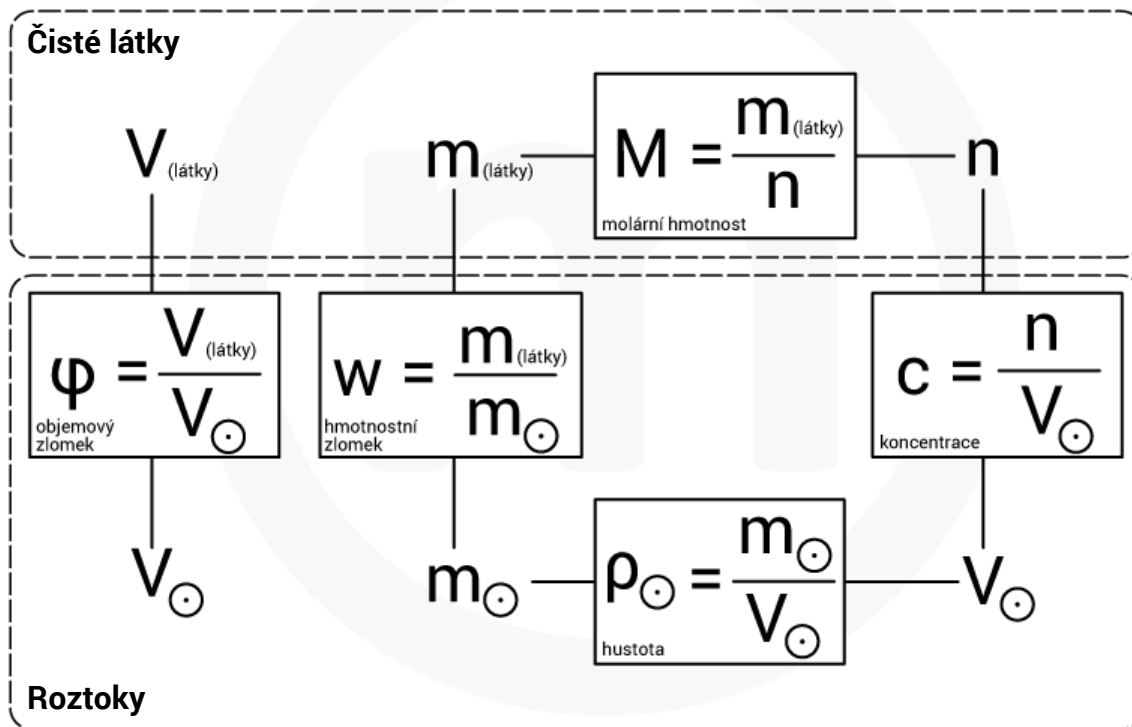 Čisté látky
V(látky)
m(látky)
M = m(látky) / n
molární hmotnost
n
φ = V(látky) / V⊙
objemový
zlomek
w = m(látky) / m⊙
hmotnostní
zlomek
c = n / V⊙
koncentrace
V⊙
m⊙
ρ⊙ = m⊙ / V⊙
hustota
V⊙
Roztoky